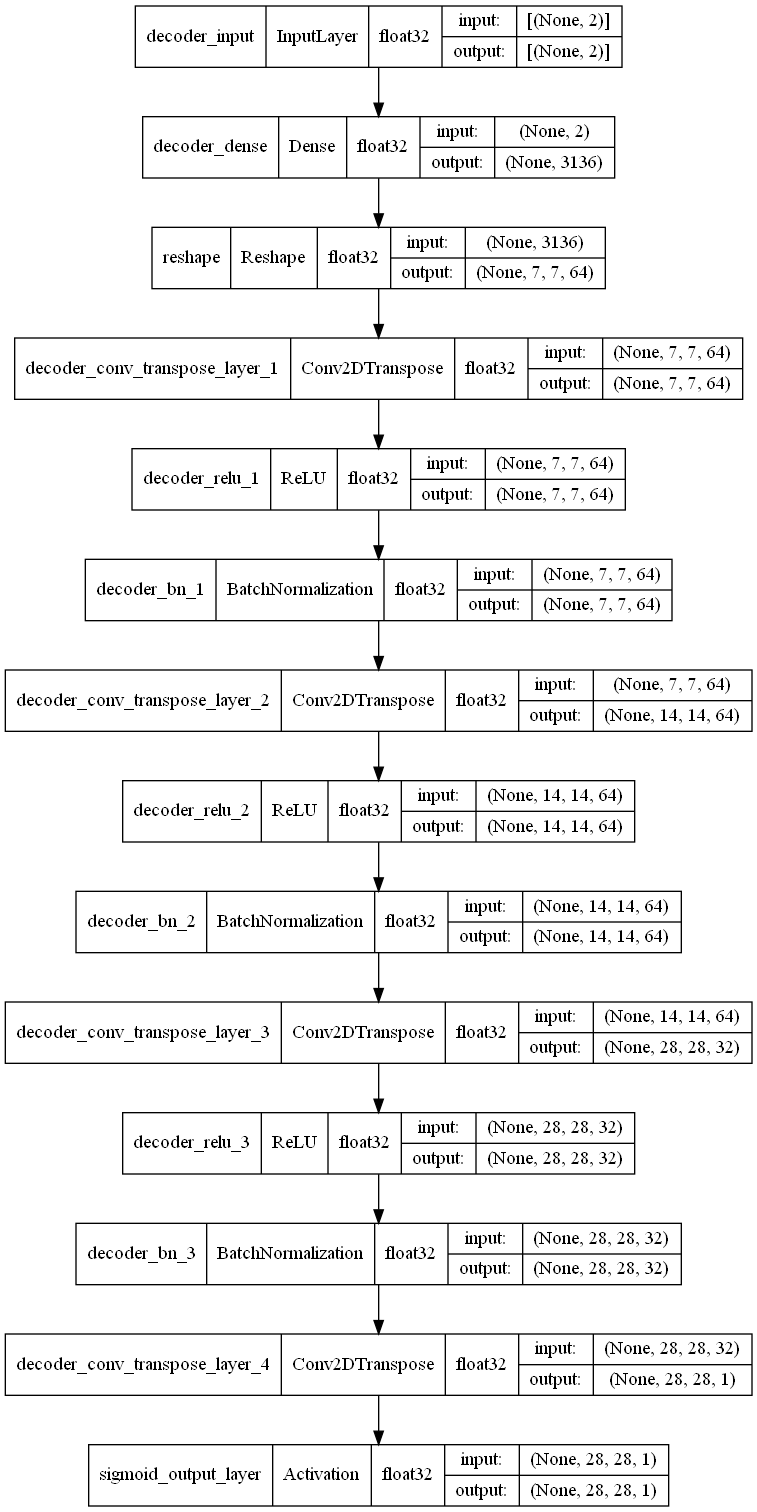 decoder_input InputLayer float32 input: [(None, 2)]
output: [(None, 2)]
decoder_dense Dense float32 input: (None, 2)
output: (None, 3136)
reshape Reshape float32 input: (None, 3136)
output: (None, 7, 7, 64)
decoder_conv_transpose_layer_1 Conv2DTranspose float32 input: (None, 7, 7, 64)
output: (None, 7, 7, 64)
decoder_relu_1 ReLU float32 input: (None, 7, 7, 64)
output: (None, 7, 7, 64)
decoder_bn_1 BatchNormalization float32 input: (None, 7, 7, 64)
output: (None, 7, 7, 64)
decoder_conv_transpose_layer_2 Conv2DTranspose float32 input: (None, 7, 7, 64)
output: (None, 14, 14, 64)
decoder_relu_2 ReLU float32 input: (None, 14, 14, 64)
output: (None, 14, 14, 64)
decoder_bn_2 BatchNormalization float32 input: (None, 14, 14, 64)
output: (None, 14, 14, 64)
decoder_conv_transpose_layer_3 Conv2DTranspose float32 input: (None, 14, 14, 64)
output: (None, 28, 28, 32)
decoder_relu_3 ReLU float32 input: (None, 28, 28, 32)
output: (None, 28, 28, 32)
decoder_bn_3 BatchNormalization float32 input: (None, 28, 28, 32)
output: (None, 28, 28, 32)
decoder_conv_transpose_layer_4 Conv2DTranspose float32 input: (None, 28, 28, 32)
output: (None, 28, 28, 1)
sigmoid_output_layer Activation float32 input: (None, 28, 28, 1)
output: (None, 28, 28, 1)